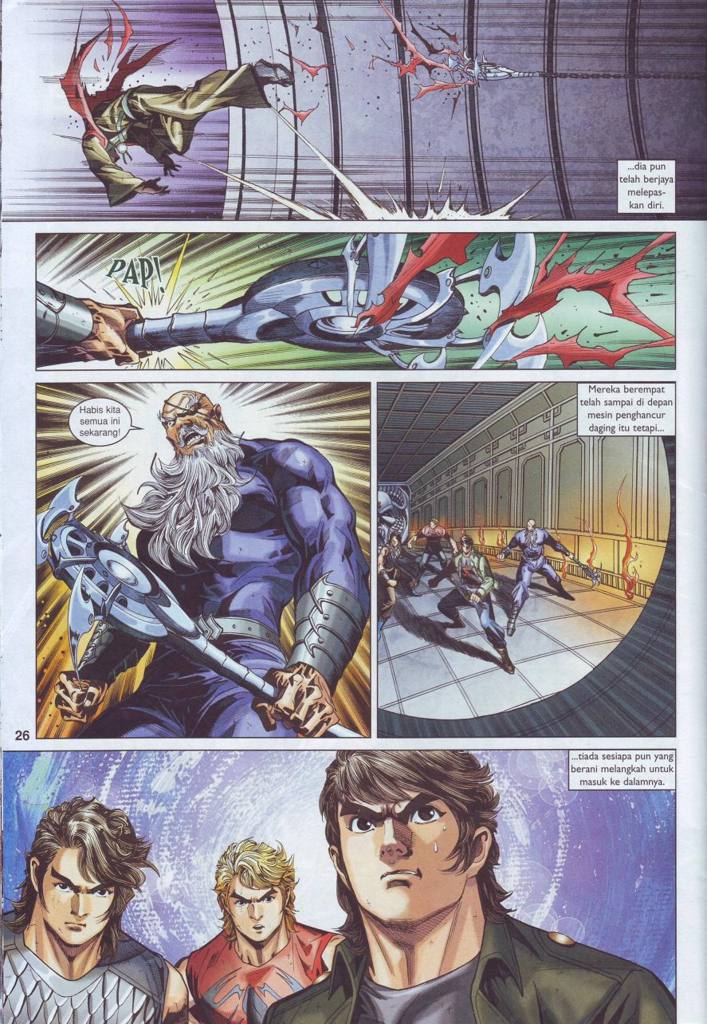 ...dia pun
telah berjaya
melepas-
kan diri.
PAP!
Habis kita
semua ini
sekarang!
Mereka berempat
telah sampai di depan
mesin penghancur
daging itu tetapi...
26
...tiada sesiapa pun yang
berani melangkah untuk
masuk ke dalamnya.